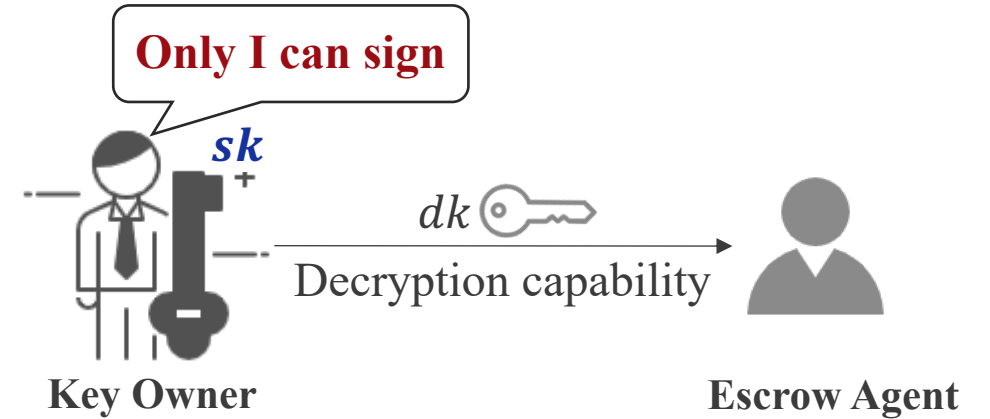 Only I can sign
sk
dk
Decryption capability
Key Owner
Escrow Agent